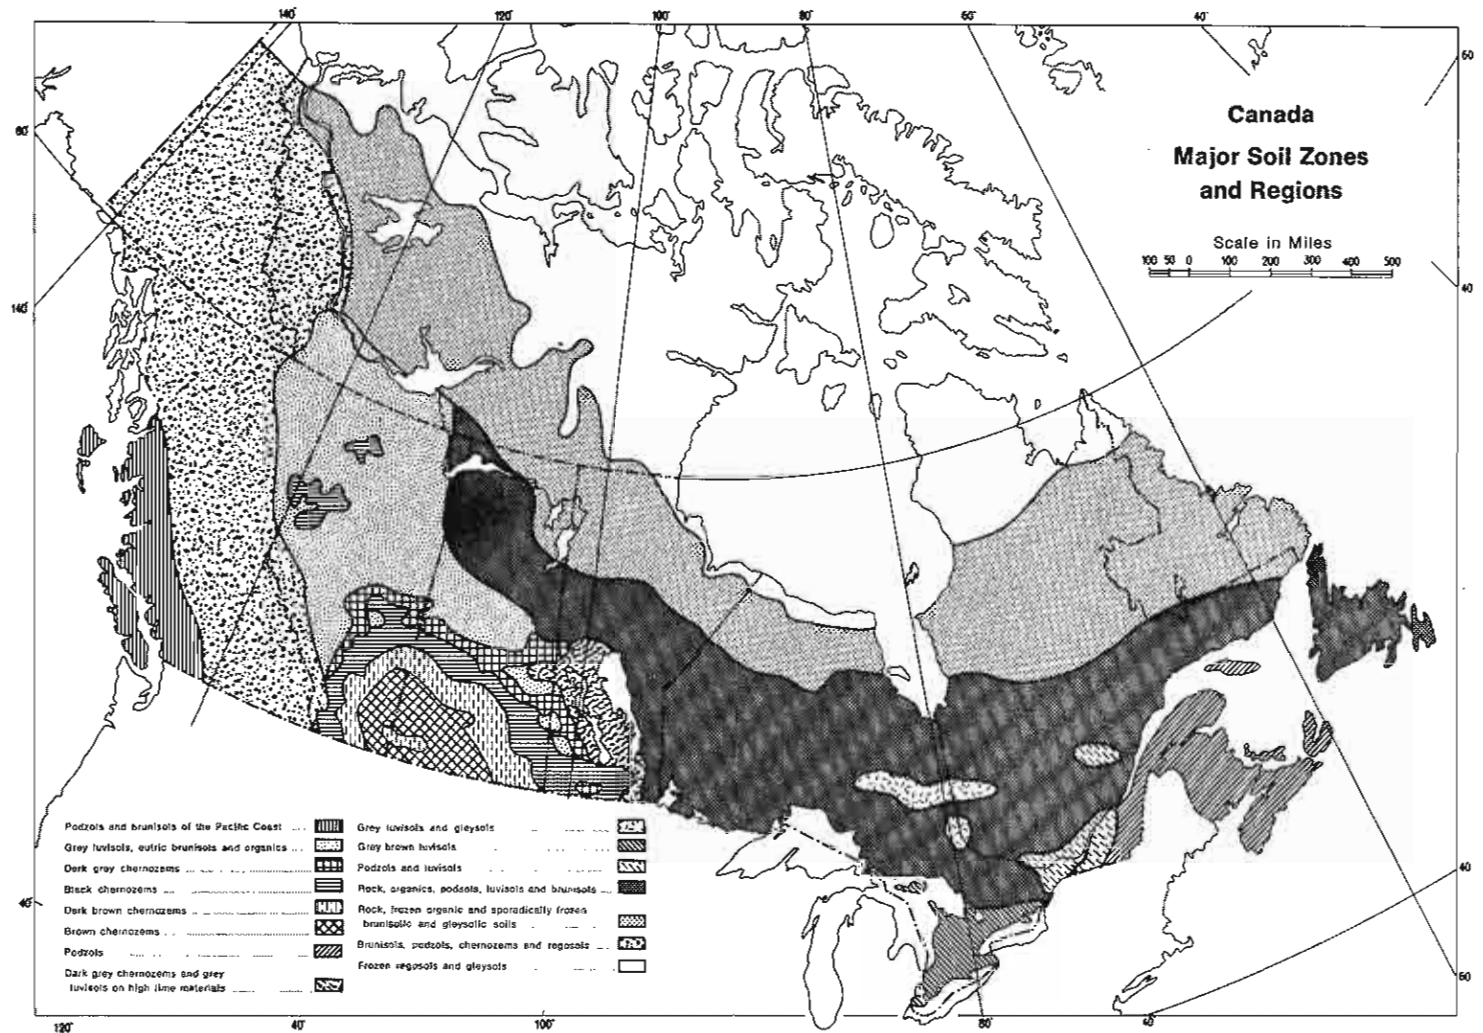 140° 120° 100° 80° 60° 40°
Canada
Major Soil Zones
and Regions
Scale in Miles
100 50 0 100 200 300 400 500
60°
40°
140°
Podzols and brunisols of the Pacific Coast
Grey luvisols, eutric brunisols and organics
Dark grey chernozems
Black chernozems
Dark brown chernozems
Brown chernozems
Podzols
Dark grey chernozems and grey
luvisols on high lime materials
Grey luvisols and gleysols
Grey brown luvisols
Podzols and luvisols
Rock, organics, podsols, luvisols and brunisols
Rock, frozen organic and sporadically frozen
brunisolic and gleysolic soils
Brunisols, podzols, chernozems and regosols
Frozen regosols and gleysols
40°
40°
120° 40° 100° 80° 60°